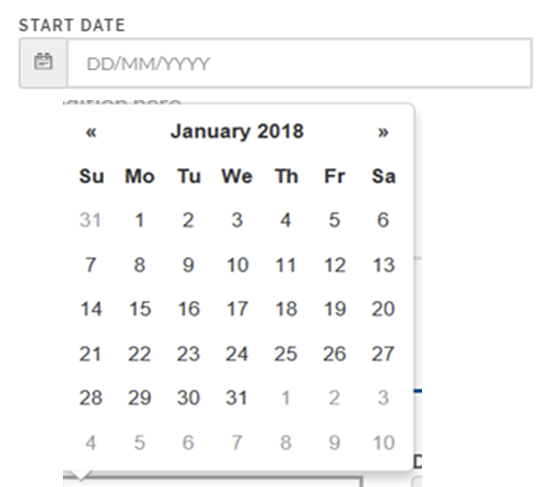 START DATE
DD/MM/YYYY
« January 2018 »
Su Mo Tu We Th Fr Sa
31 1 2 3 4 5 6
7 8 9 10 11 12 13
14 15 16 17 18 19 20
21 22 23 24 25 26 27
28 29 30 31 1 2 3
4 5 6 7 8 9 10